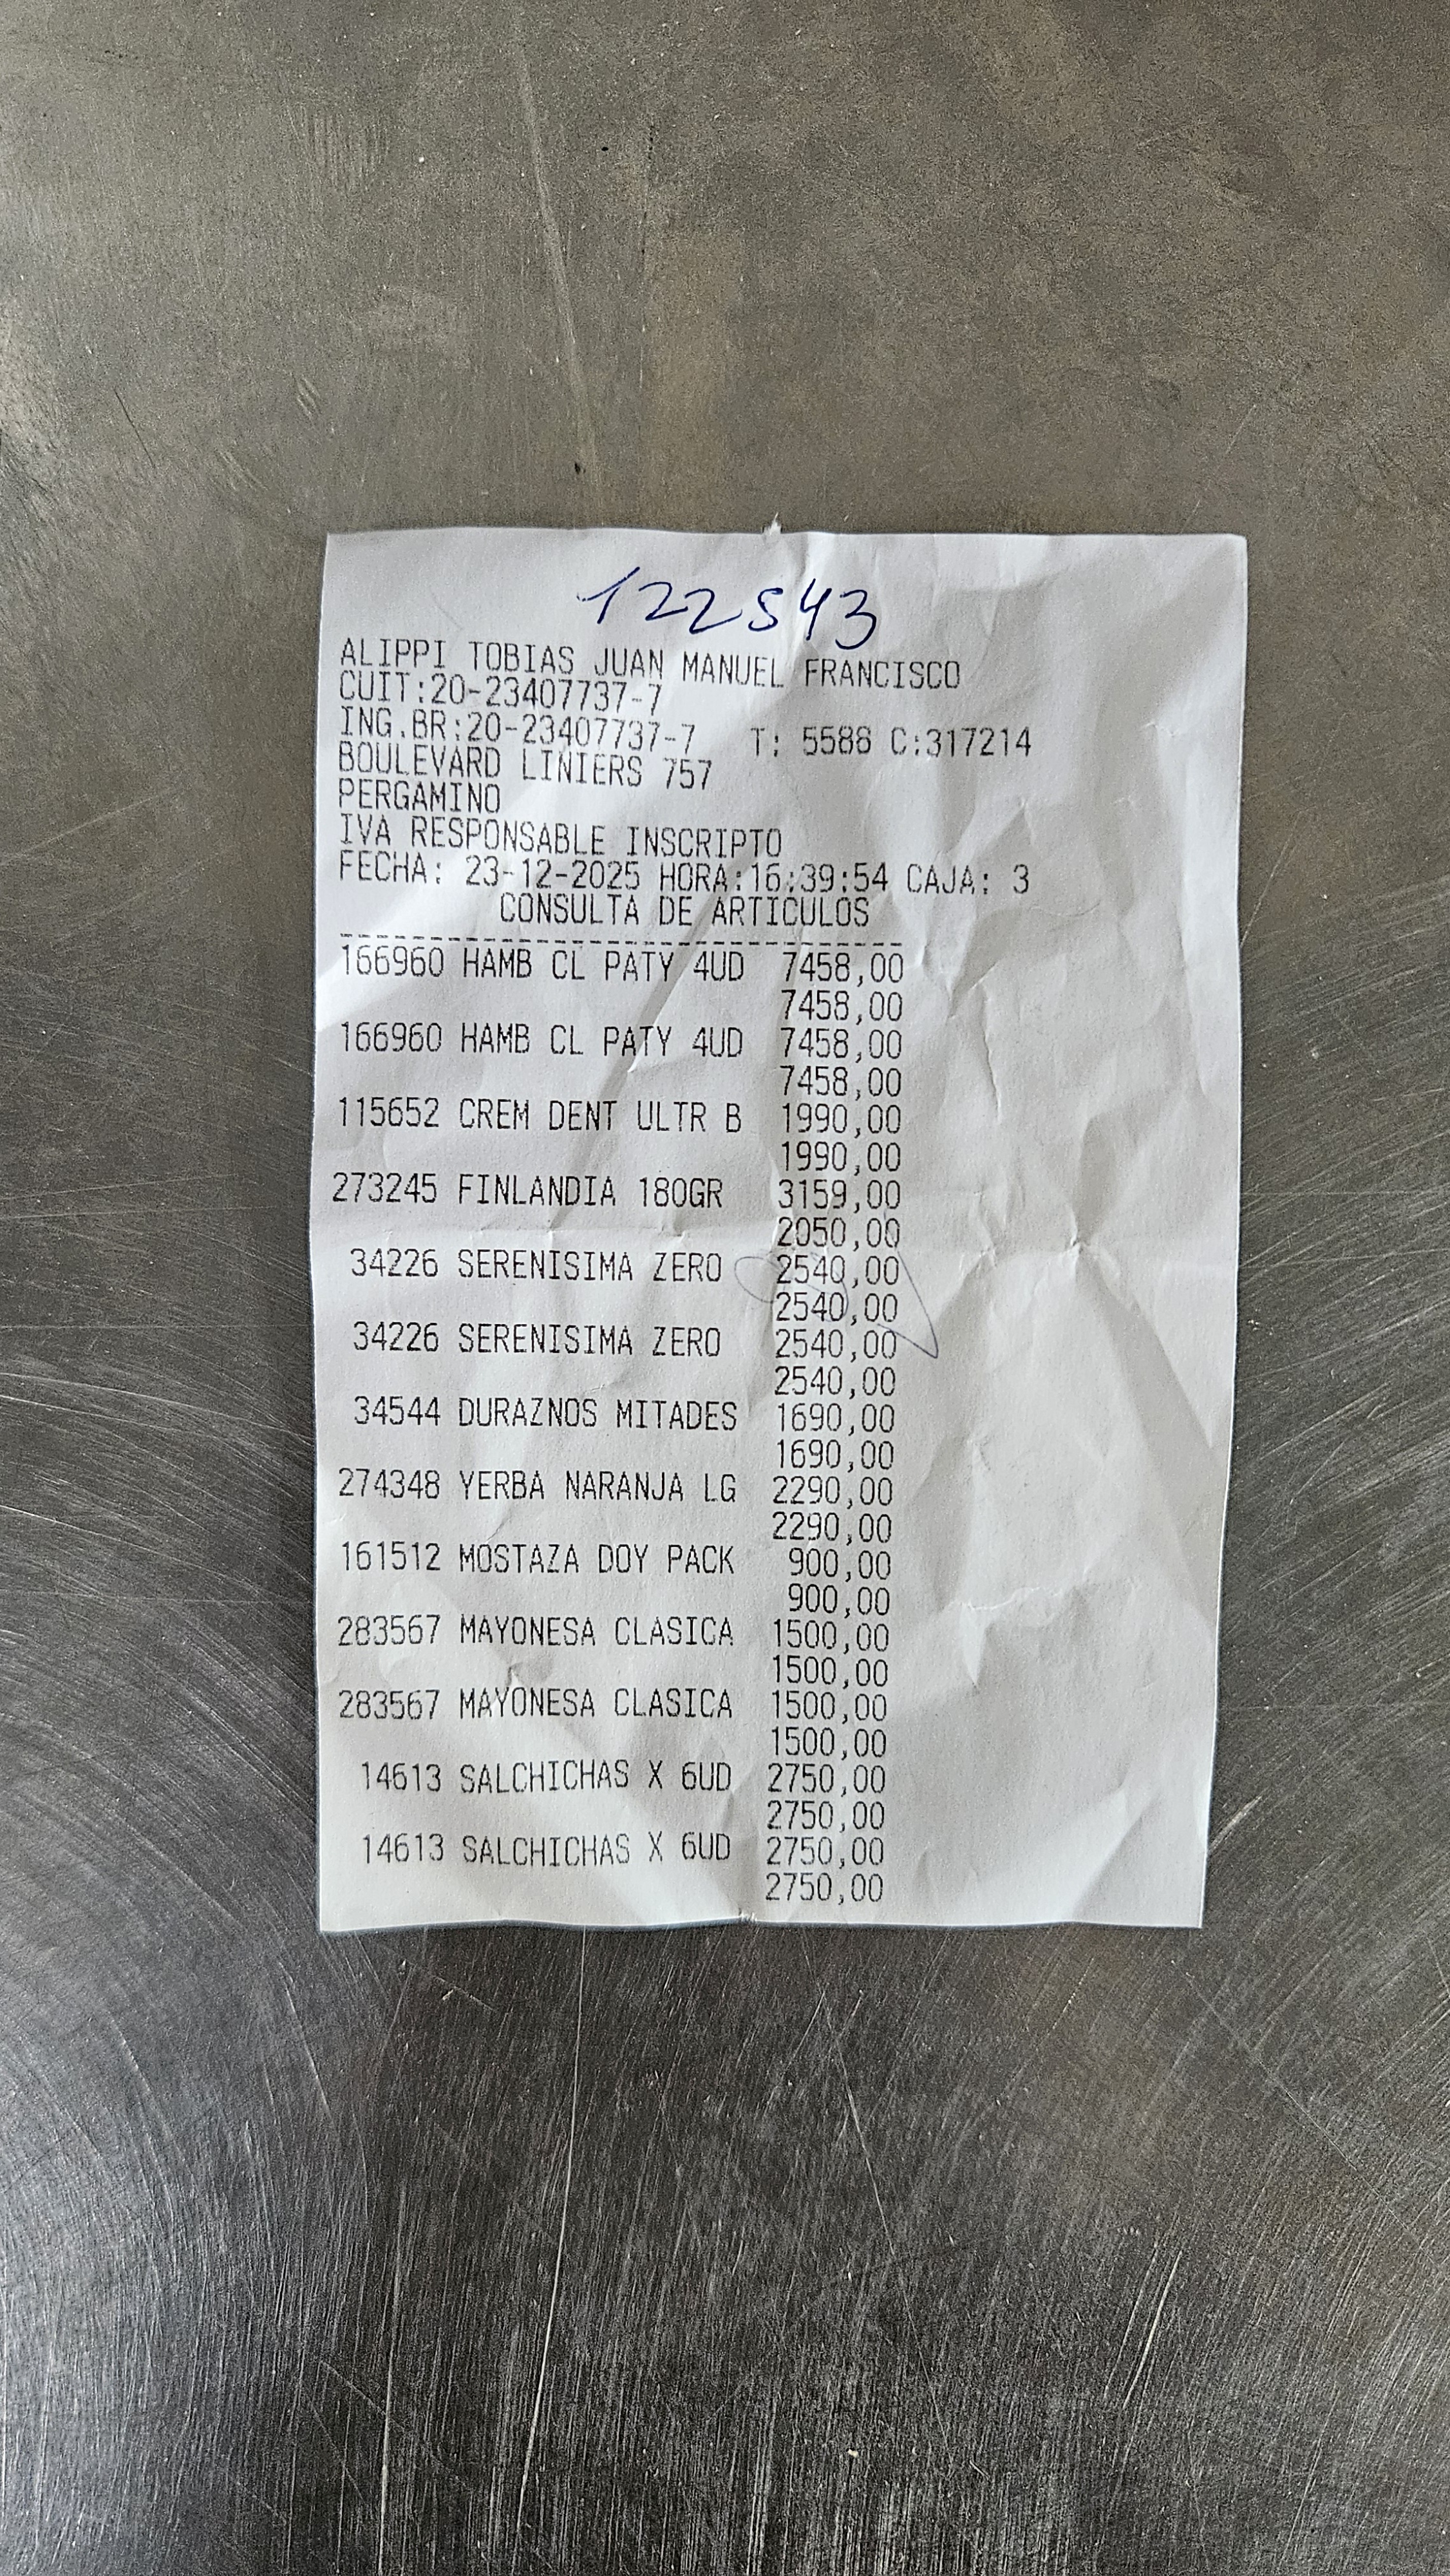 122543
ALIPPI TOBIAS JUAN MANUEL FRANCISCO
CUIT:20-23407737-7
ING.BR:20-23407737-7 T: 5588 C:317214
BOULEVARD LINIERS 757
PERGAMINO
IVA RESPONSABLE INSCRIPTO
FECHA: 23-12-2025 HORA:16:39:54 CAJA: 3
CONSULTA DE ARTICULOS
166960 HAMB CL PATY 4UD 7458,00
7458,00
166960 HAMB CL PATY 4UD 7458,00
7458,00
115652 CREM DENT ULTR B 1990,00
1990,00
273245 FINLANDIA 180GR 3159,00
2050,00
34226 SERENISIMA ZERO 2540,00
2540,00
34226 SERENISIMA ZERO 2540,00
2540,00
34544 DURAZNOS MITADES 1690,00
1690,00
274348 YERBA NARANJA LG 2290,00
2290,00
161512 MOSTAZA DOY PACK 900,00
900,00
283567 MAYONESA CLASICA 1500,00
1500,00
283567 MAYONESA CLASICA 1500,00
1500,00
14613 SALCHICHAS X 6UD 2750,00
2750,00
14613 SALCHICHAS X 6UD 2750,00
2750,00